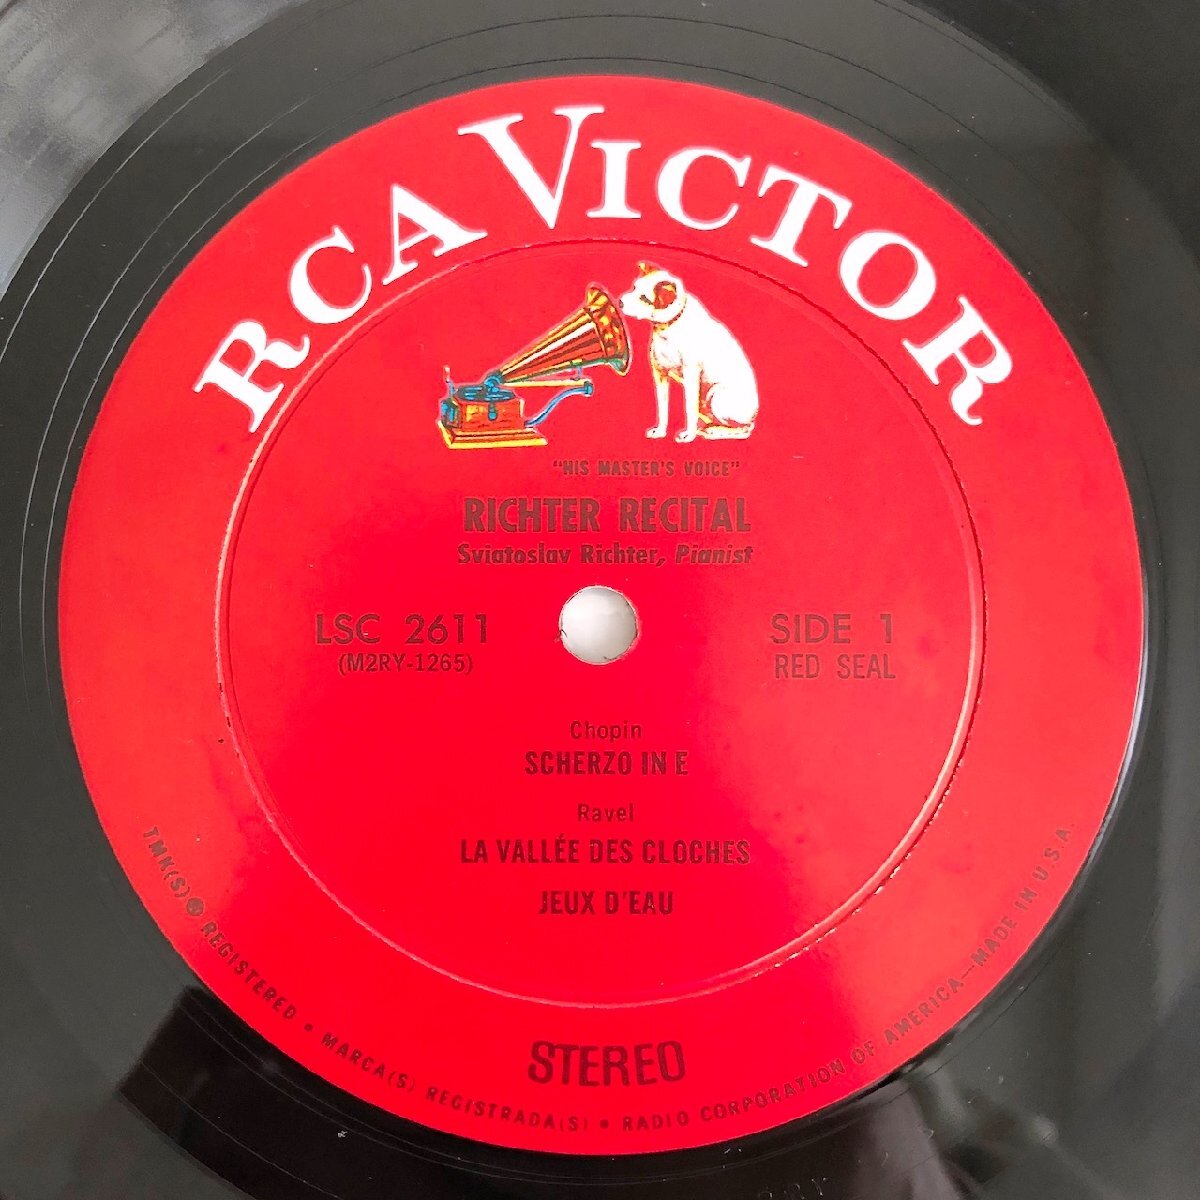 RCA VICTOR
"HIS MASTER'S VOICE"
RICHTER RECITAL
Sviatoslav Richter, Pianist
LSC 2611
(M2RY-1265)
SIDE 1
RED SEAL
Chopin
SCHERZO IN E
Ravel
LA VALLÉE DES CLOCHES
JEUX D'EAU
STEREO
TMK(S) ® REGISTERED • MARCA(S) REGISTRADA(S) • RADIO CORPORATION OF AMERICA—MADE IN U.S.A.